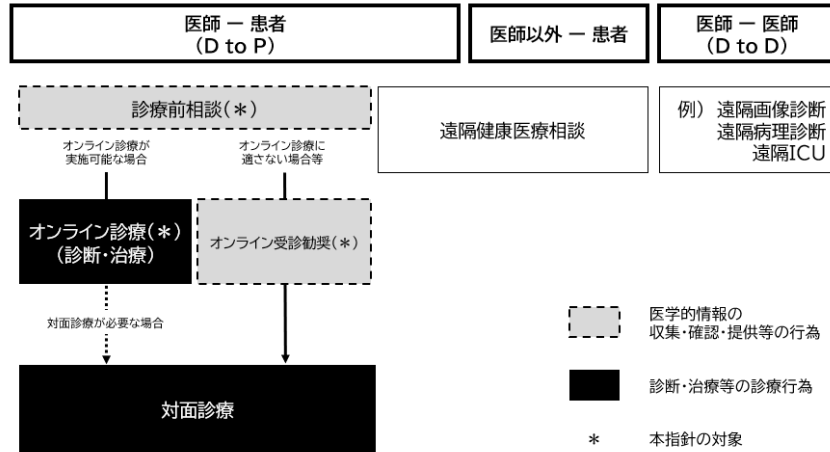 医師 － 患者
（D to P）
医師以外 － 患者
医師 － 医師
（D to D）
診療前相談（＊）
遠隔健康医療相談
例） 遠隔画像診断
遠隔病理診断
遠隔ICU
オンライン診療が
実施可能な場合
オンライン診療に
適さない場合等
オンライン診療（＊）
（診断・治療）
オンライン受診勧奨（＊）
対面診療が必要な場合
対面診療
医学的情報の
収集・確認・提供等の行為
診断・治療等の診療行為
＊ 本指針の対象